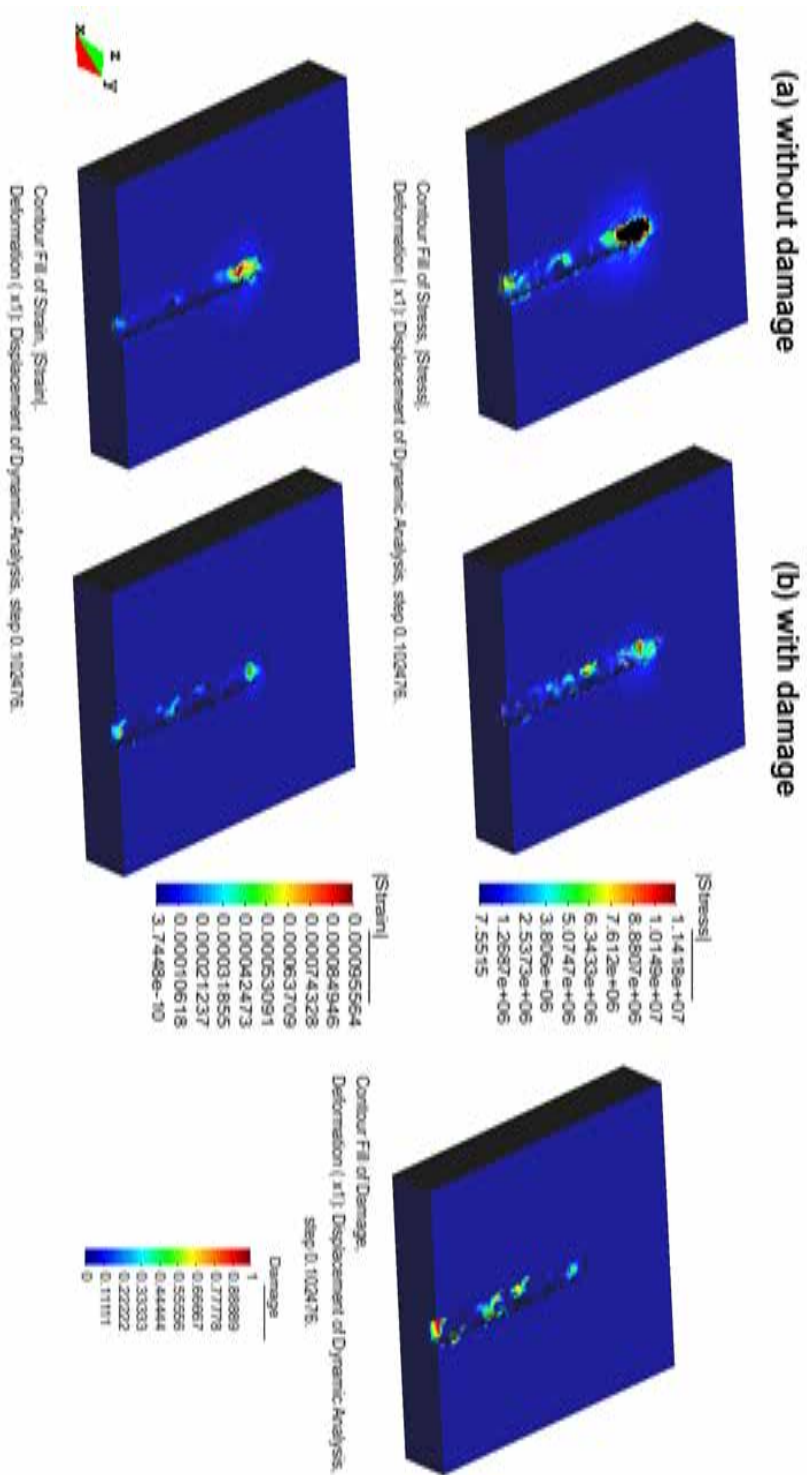 (a) without damage
(b) with damage
|Stress|
1.1418e+07
1.0149e+07
8.8807e+06
7.612e+06
6.3433e+06
5.0747e+06
3.806e+06
2.5373e+06
1.2687e+06
7.5515
Contour Fill of Stress, |Stress|.
Deformation ( x1): Displacement of Dynamic Analysis, step 0.102476.
|Strain|
0.00095564
0.00084946
0.00074328
0.00063709
0.00053091
0.00042473
0.00031855
0.00021237
0.00010618
3.7448e-10
z
y
x
Contour Fill of Strain, |Strain|.
Deformation ( x1): Displacement of Dynamic Analysis, step 0.102476.
Contour Fill of Damage,
Deformation ( x1): Displacement of Dynamic Analysis,
step 0.102476.
Damage
1
0.88889
0.77778
0.66667
0.55556
0.44444
0.33333
0.22222
0.11111
0